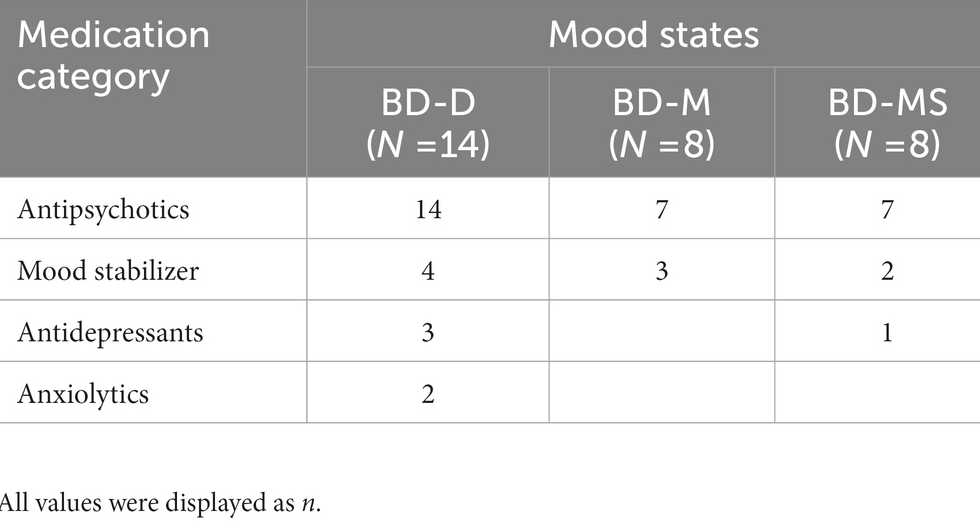 Medication category Mood states
BD-D (N =14) BD-M (N =8) BD-MS (N =8)
Antipsychotics 14 7 7
Mood stabilizer 4 3 2
Antidepressants 3 1
Anxiolytics 2
All values were displayed as n.